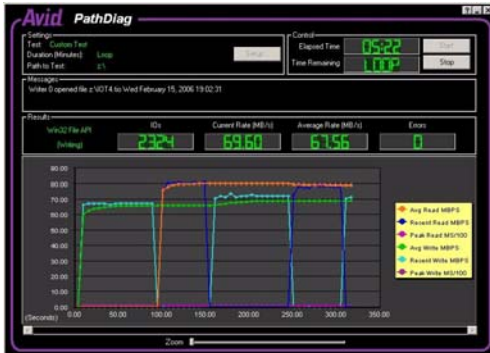 Avid PathDiag
Settings
Test: Custom Test
Duration (Minutes): Loop
Path to Test: z:\
Setup...
Control
Elapsed Time 05:22 Start
Time Remaining LOOP Stop
Messages
Writer 0 opened file z:\IOT4 to Wed February 15, 2006 19:02:31
Results
Win32 File API
(Writing)
IOs Current Rate (MB/s) Average Rate (MB/s) Errors
2324 69.60 67.56 0
90.00
80.00
70.00
60.00
50.00
40.00
30.00
20.00
10.00
0.00
(Seconds) 0.00 50.00 100.00 150.00 200.00 250.00 300.00 350.00
Avg Read MBPS
Recent Read MBPS
Peak Read MS/100
Avg Write MBPS
Recent Write MBPS
Peak Write MS/100
Zoom